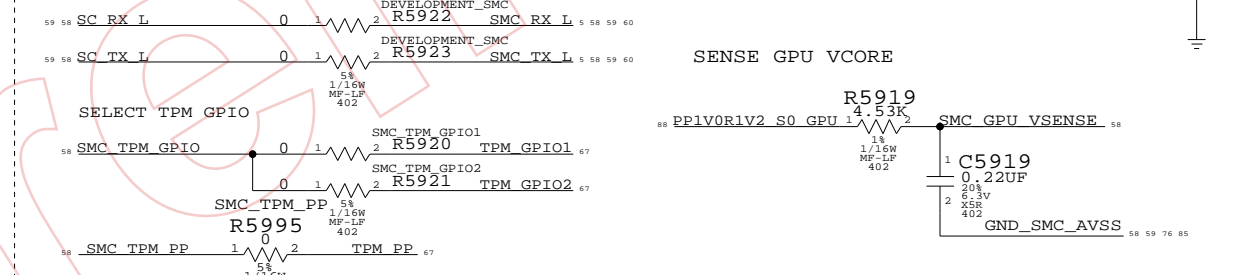 DEVELOPMENT_SMC
59 58 SC_RX_L 0 1 2 R5922 SMC_RX_L 5 58 59 60
DEVELOPMENT_SMC
59 58 SC_TX_L 0 1 2 R5923 SMC_TX_L 5 58 59 60
5%
1/16W
MF-LF
402
SELECT TPM GPIO
SMC_TPM_GPIO1
58 SMC_TPM_GPIO 0 1 2 R5920 TPM_GPIO1 67
SMC_TPM_GPIO2
0 1 2 R5921 TPM_GPIO2 67
5%
1/16W
MF-LF
402
SMC_TPM_PP
R5995
0
58 SMC_TPM_PP 1 2 TPM_PP 67
5%
1/16W
SENSE GPU VCORE
R5919
4.53K
88 PP1V0R1V2_S0_GPU 1 2 SMC_GPU_VSENSE 58
1%
1/16W
MF-LF
402
1 C5919
0.22UF
20%
6.3V
2 X5R
402
GND_SMC_AVSS 58 59 76 85